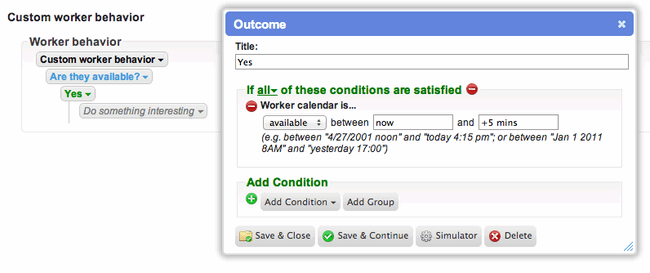 Custom worker behavior
Worker behavior
Custom worker behavior
Are they available?
Yes
Do something interesting
Outcome
Title:
Yes
If all of these conditions are satisfied
Worker calendar is...
available between now and +5 mins
(e.g. between "4/27/2001 noon" and "today 4:15 pm"; or between "Jan 1 2011
8AM" and "yesterday 17:00")
Add Condition
Add Condition Add Group
Save & Close Save & Continue Simulator Delete